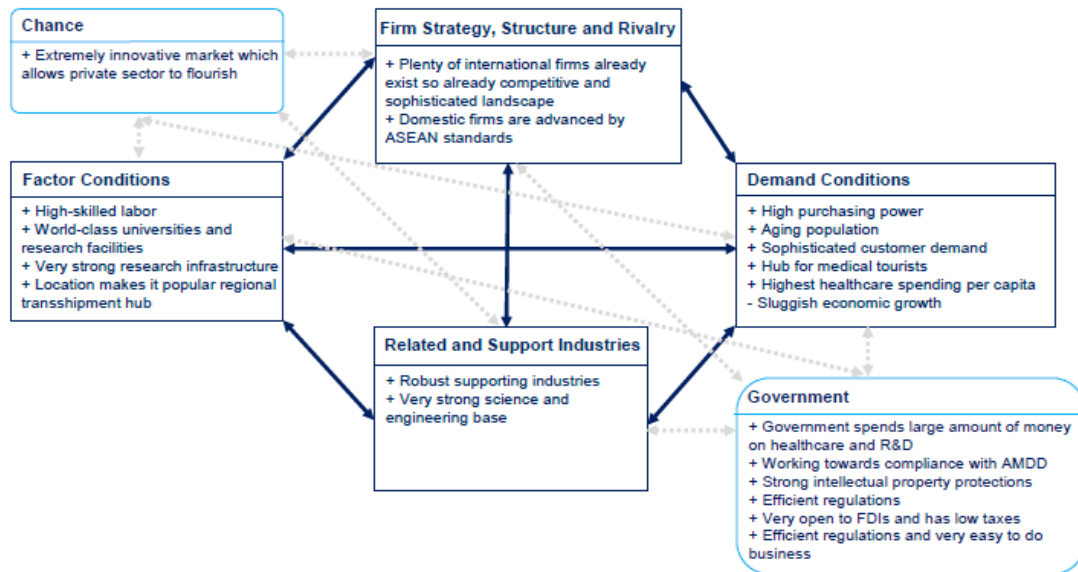 Chance
+ Extremely innovative market which
allows private sector to flourish
Firm Strategy, Structure and Rivalry
+ Plenty of international firms already
exist so already competitive and
sophisticated landscape
+ Domestic firms are advanced by
ASEAN standards
Factor Conditions
+ High-skilled labor
+ World-class universities and
research facilities
+ Very strong research infrastructure
+ Location makes it popular regional
transshipment hub
Demand Conditions
+ High purchasing power
+ Aging population
+ Sophisticated customer demand
+ Hub for medical tourists
+ Highest healthcare spending per capita
- Sluggish economic growth
Related and Support Industries
+ Robust supporting industries
+ Very strong science and
engineering base
Government
+ Government spends large amount of money
on healthcare and R&D
+ Working towards compliance with AMDD
+ Strong intellectual property protections
+ Efficient regulations
+ Very open to FDIs and has low taxes
+ Efficient regulations and very easy to do
business